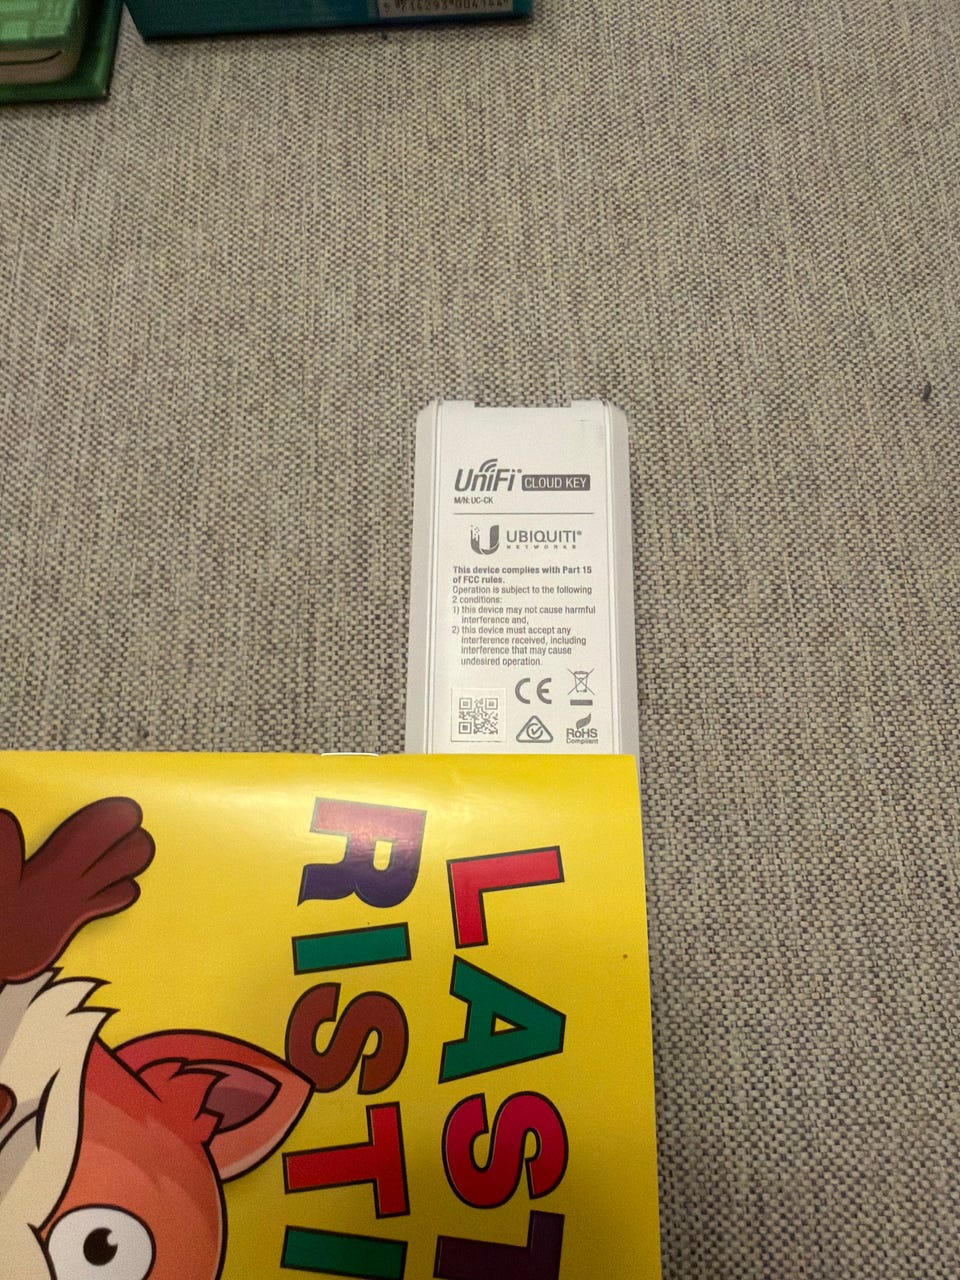 UniFi CLOUD KEY
M/N: UC-CK
UBIQUITI®
NETWORKS
This device complies with Part 15
of FCC rules.
Operation is subject to the following
2 conditions:
1) this device may not cause harmful
interference and,
2) this device must accept any
interference received, including
interference that may cause
undesired operation.
CE
RoHS
Compliant
LAST
RISTI